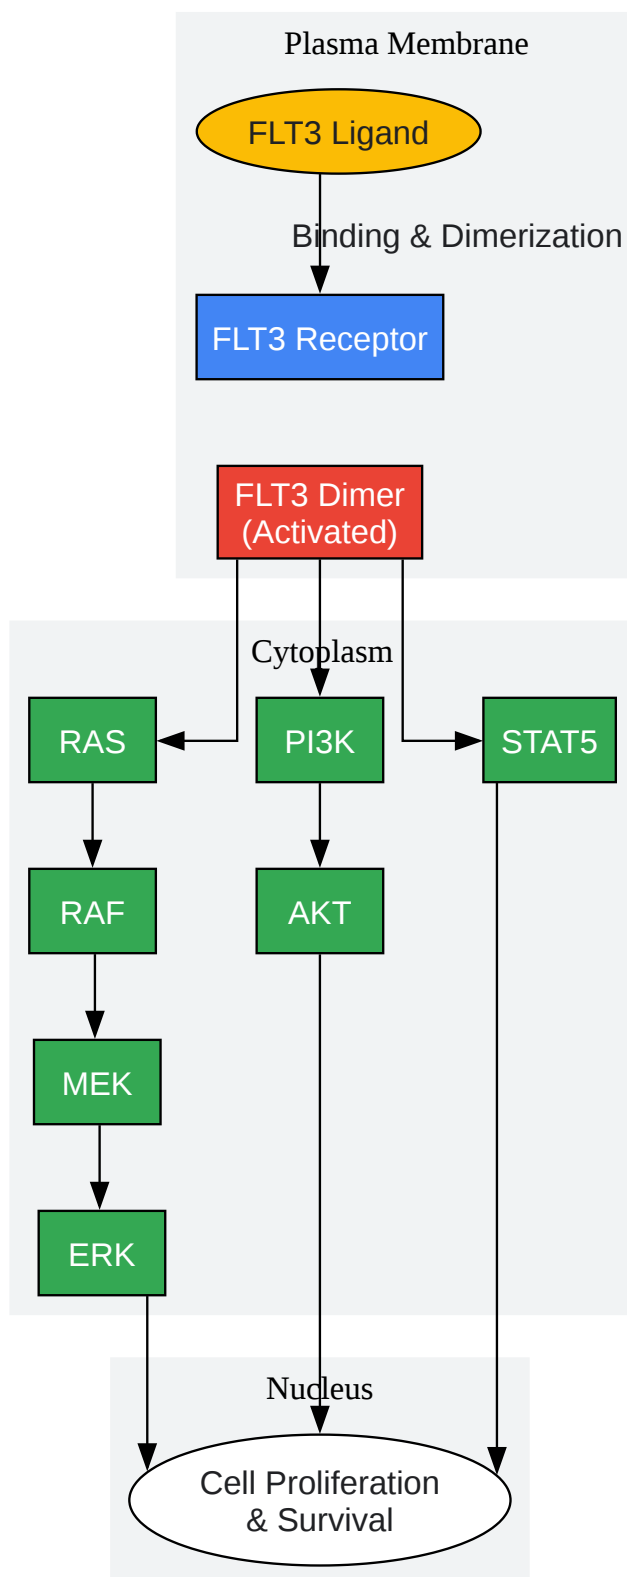 Plasma Membrane
FLT3 Ligand
Binding & Dimerization
FLT3 Receptor
FLT3 Dimer
(Activated)
Cytoplasm
RAS
PI3K
STAT5
RAF
AKT
MEK
ERK
Nucleus
Cell Proliferation
& Survival